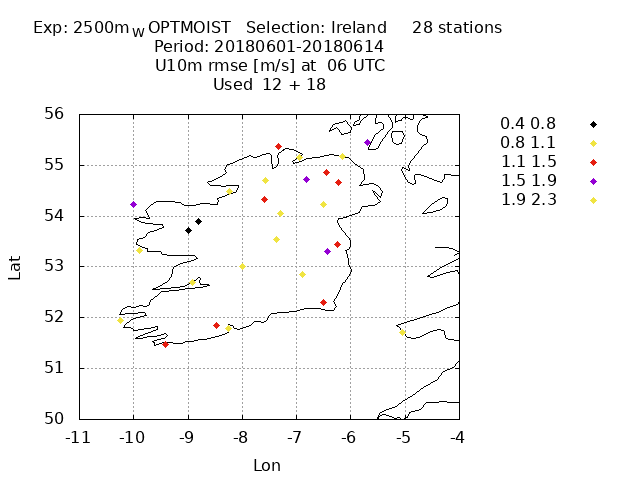 Exp: 2500m_W OPTMOIST Selection: Ireland 28 stations
Period: 20180601-20180614
U10m rmse [m/s] at 06 UTC
Used 12 + 18
0.4 0.8
0.8 1.1
1.1 1.5
1.5 1.9
1.9 2.3
56
55
54
53
52
51
50
Lat
-11 -10 -9 -8 -7 -6 -5 -4
Lon